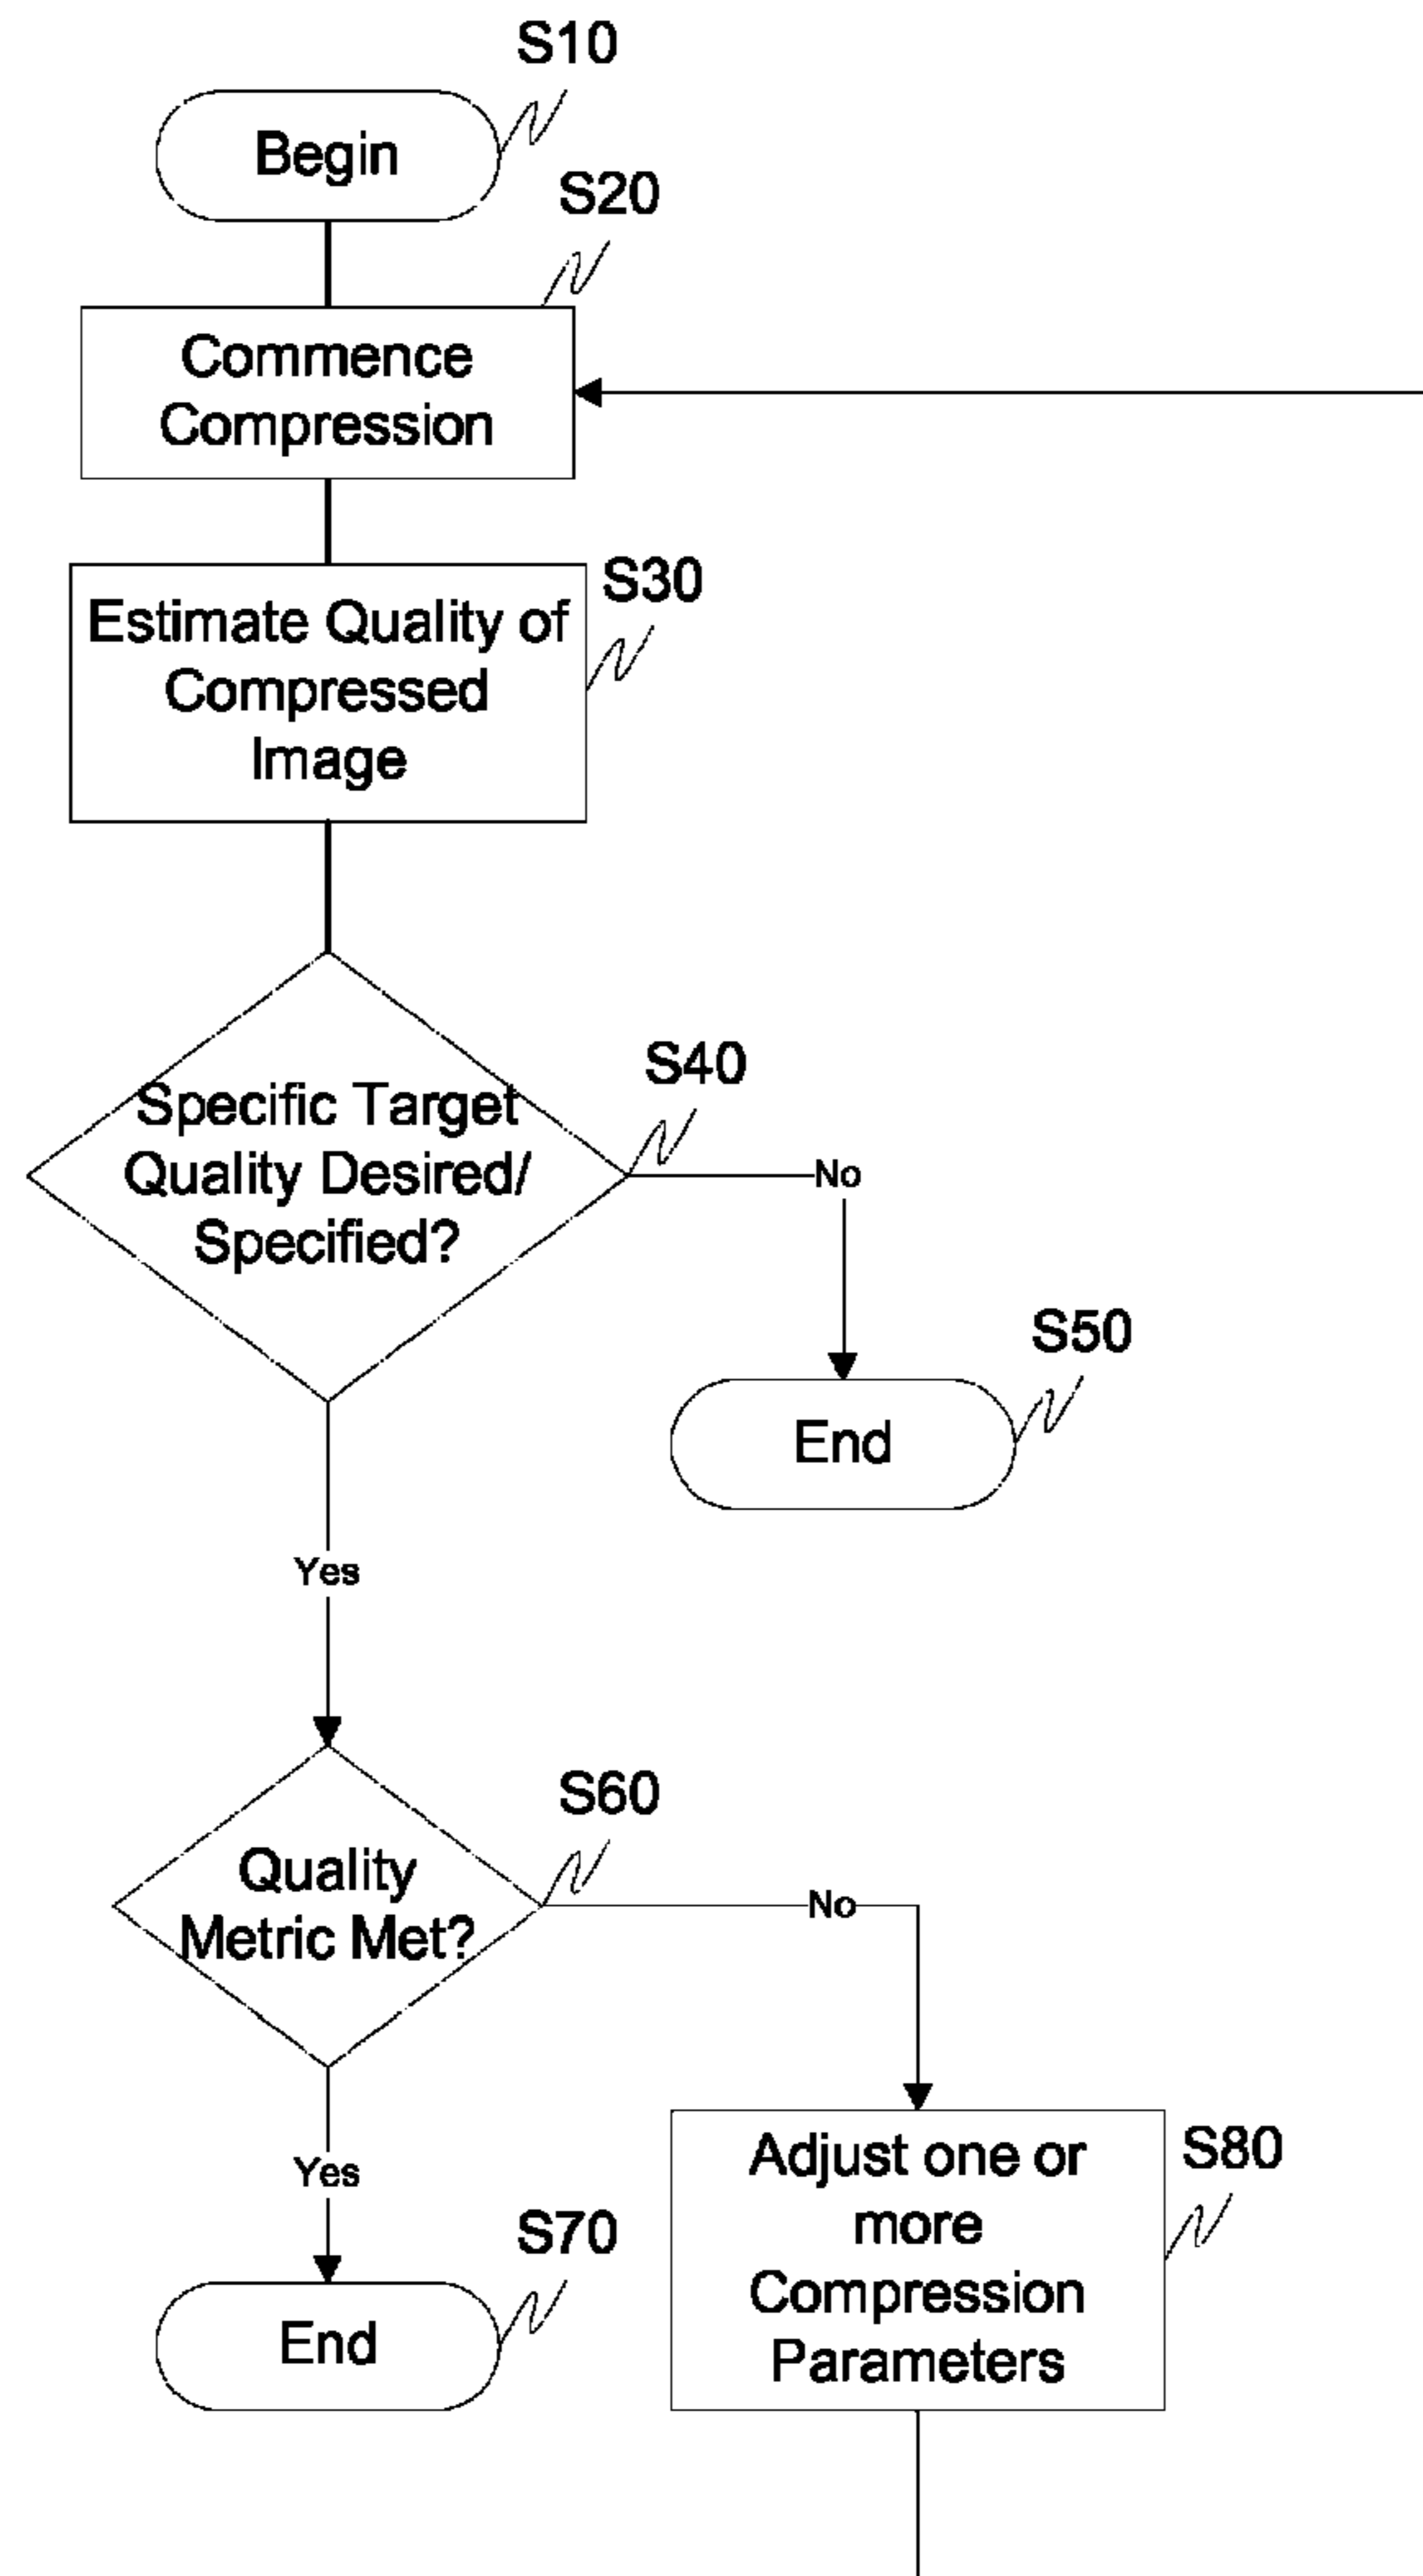 S10
Begin
S20
Commence
Compression
S30
Estimate Quality of
Compressed
Image
S40
Specific Target
Quality Desired/
Specified?
No
S50
End
Yes
S60
Quality
Metric Met?
No
Yes
S80
Adjust one or
more
Compression
Parameters
S70
End